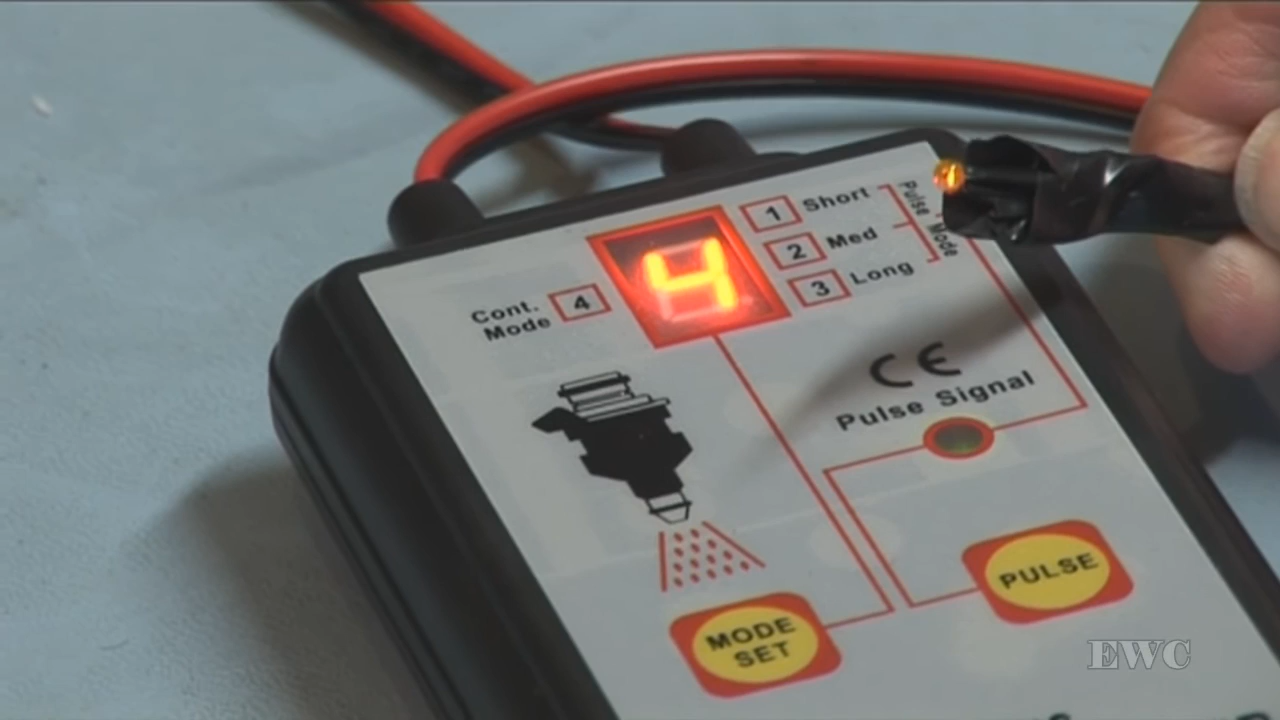 1 Short
2 Med
3 Long
Pulse Mode
4
Cont. 4
Mode
CE
Pulse Signal
PULSE
MODE
SET
EWC